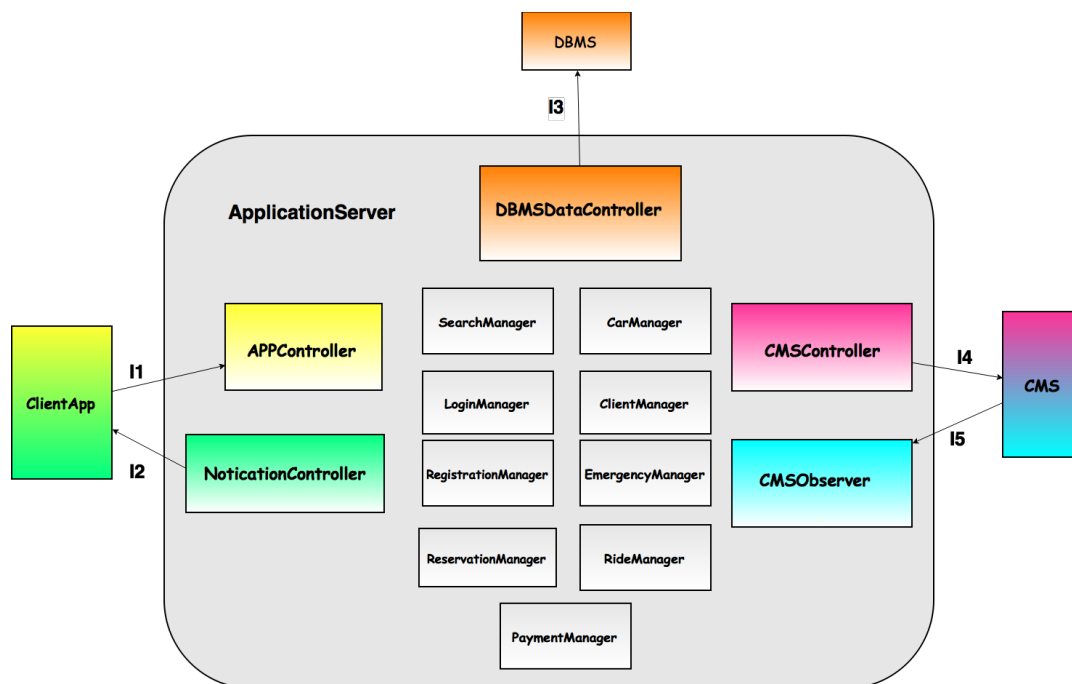 DBMS
I3
DBMSDataController
ApplicationServer
SearchManager
CarManager
APPController
CMSController
I1
I4
ClientApp
CMS
LoginManager
ClientManager
I2
I5
NoticationController
RegistrationManager
EmergencyManager
CMSObserver
ReservationManager
RideManager
PaymentManager